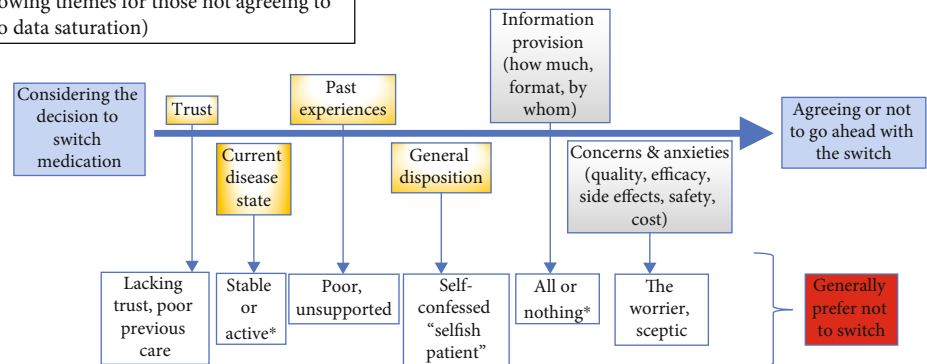 owing themes for those not agreeing to
o data saturation)
Information
provision
(how much,
format, by
whom)
Considering the
decision to
switch
medication
Trust
Past
experiences
Agreeing or not
to go ahead with
the switch
Current
disease
state
General
disposition
Concerns & anxieties
(quality, efficacy,
side effects, safety,
cost)
Lacking
trust, poor
previous
care
Stable
or
active*
Poor,
unsupported
Self-
confessed
“selfish
patient”
All or
nothing*
The
worrier,
sceptic
Generally
prefer not
to switch